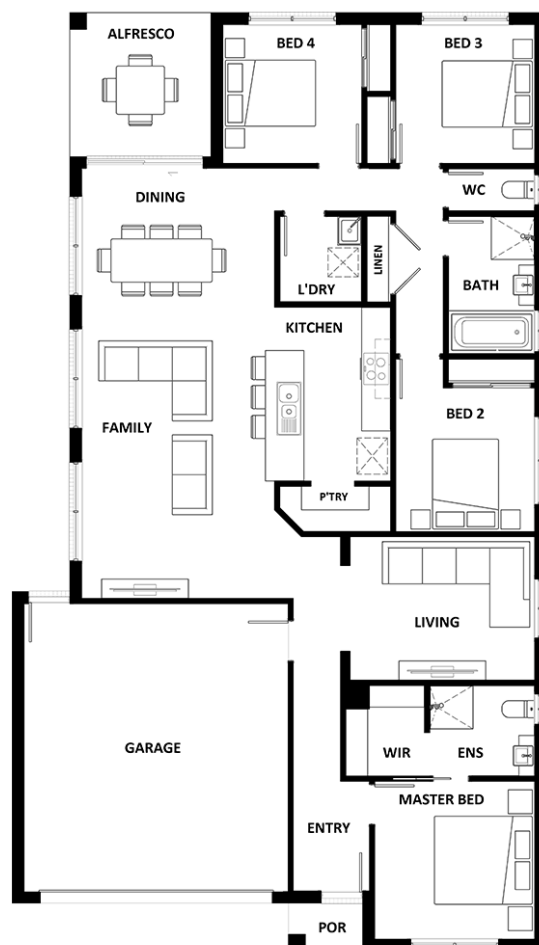 ALFRESCO
BED 4
BED 3
WC
DINING
LINEN
BATH
L'DRY
KITCHEN
BED 2
FAMILY
P'TRY
LIVING
GARAGE
WIR
ENS
MASTER BED
ENTRY
POR